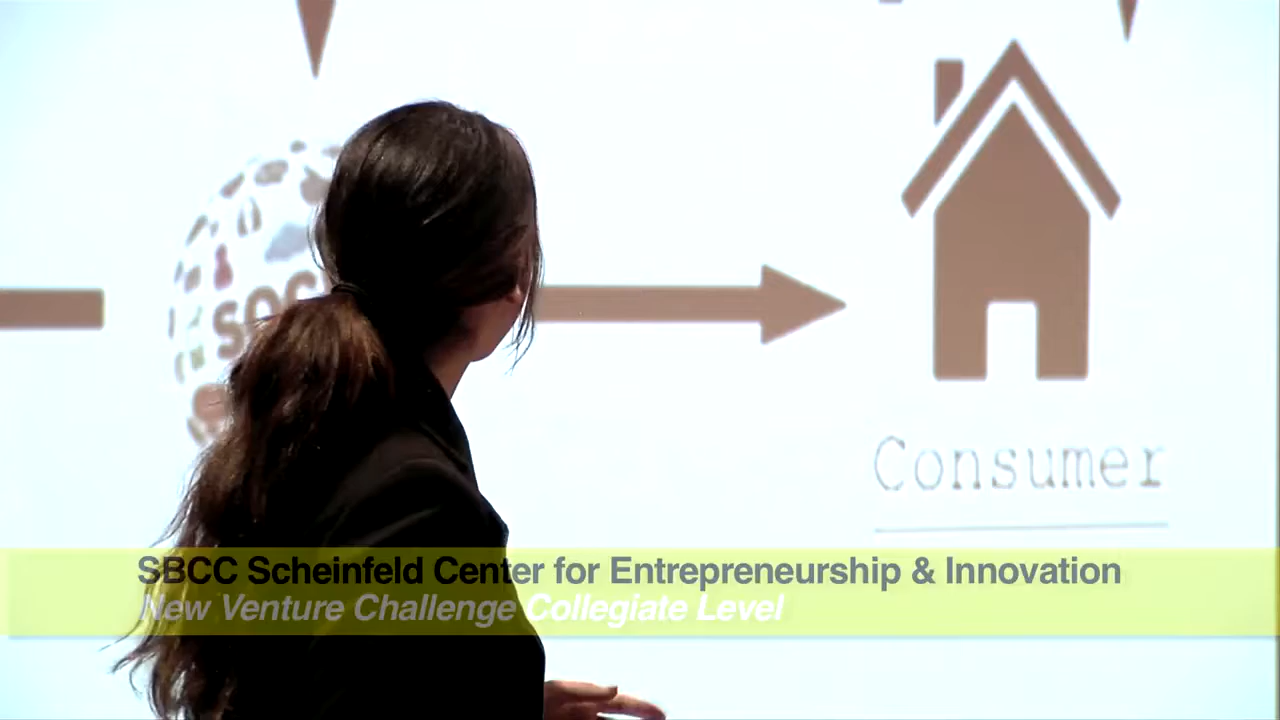 Consumer
SBCC Scheinfeld Center for Entrepreneurship & Innovation
New Venture Challenge Collegiate Level